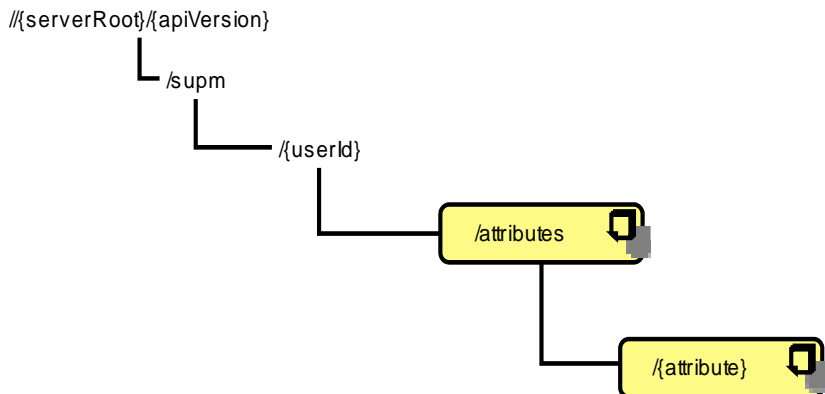 //{serverRoot}/{apiVersion}
/supm
/{userId}
/attributes
/{attribute}